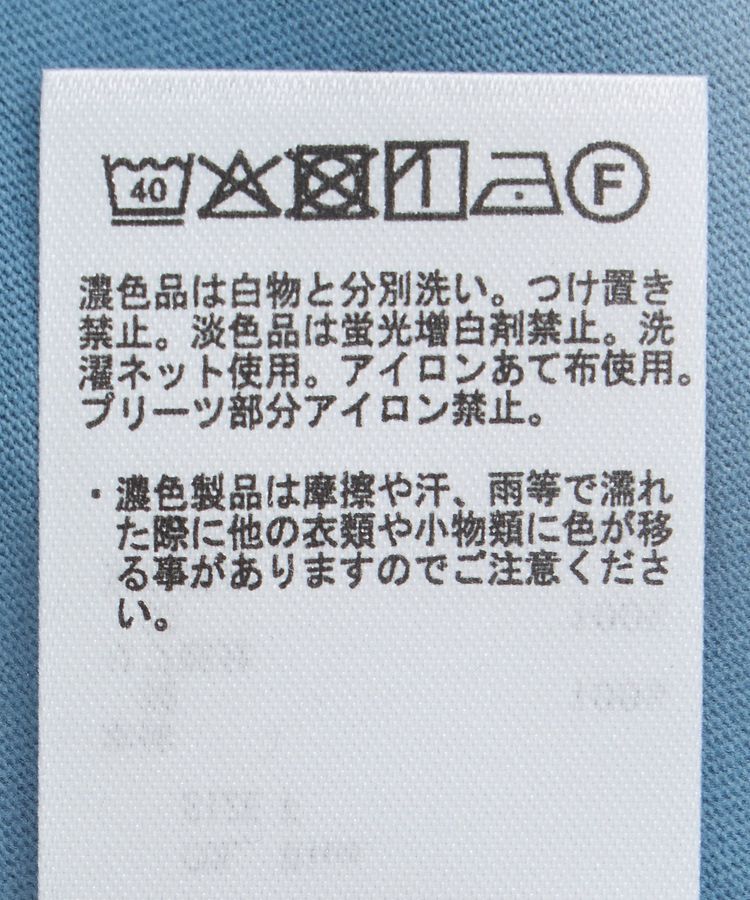 40 F
濃色品は白物と分別洗い。つけ置き
禁止。淡色品は蛍光増白剤禁止。洗
濯ネット使用。アイロンあて布使用。
プリーツ部分アイロン禁止。
・濃色製品は摩擦や汗、雨等で濡れ
た際に他の衣類や小物類に色が移
る事がありますのでご注意くださ
い。